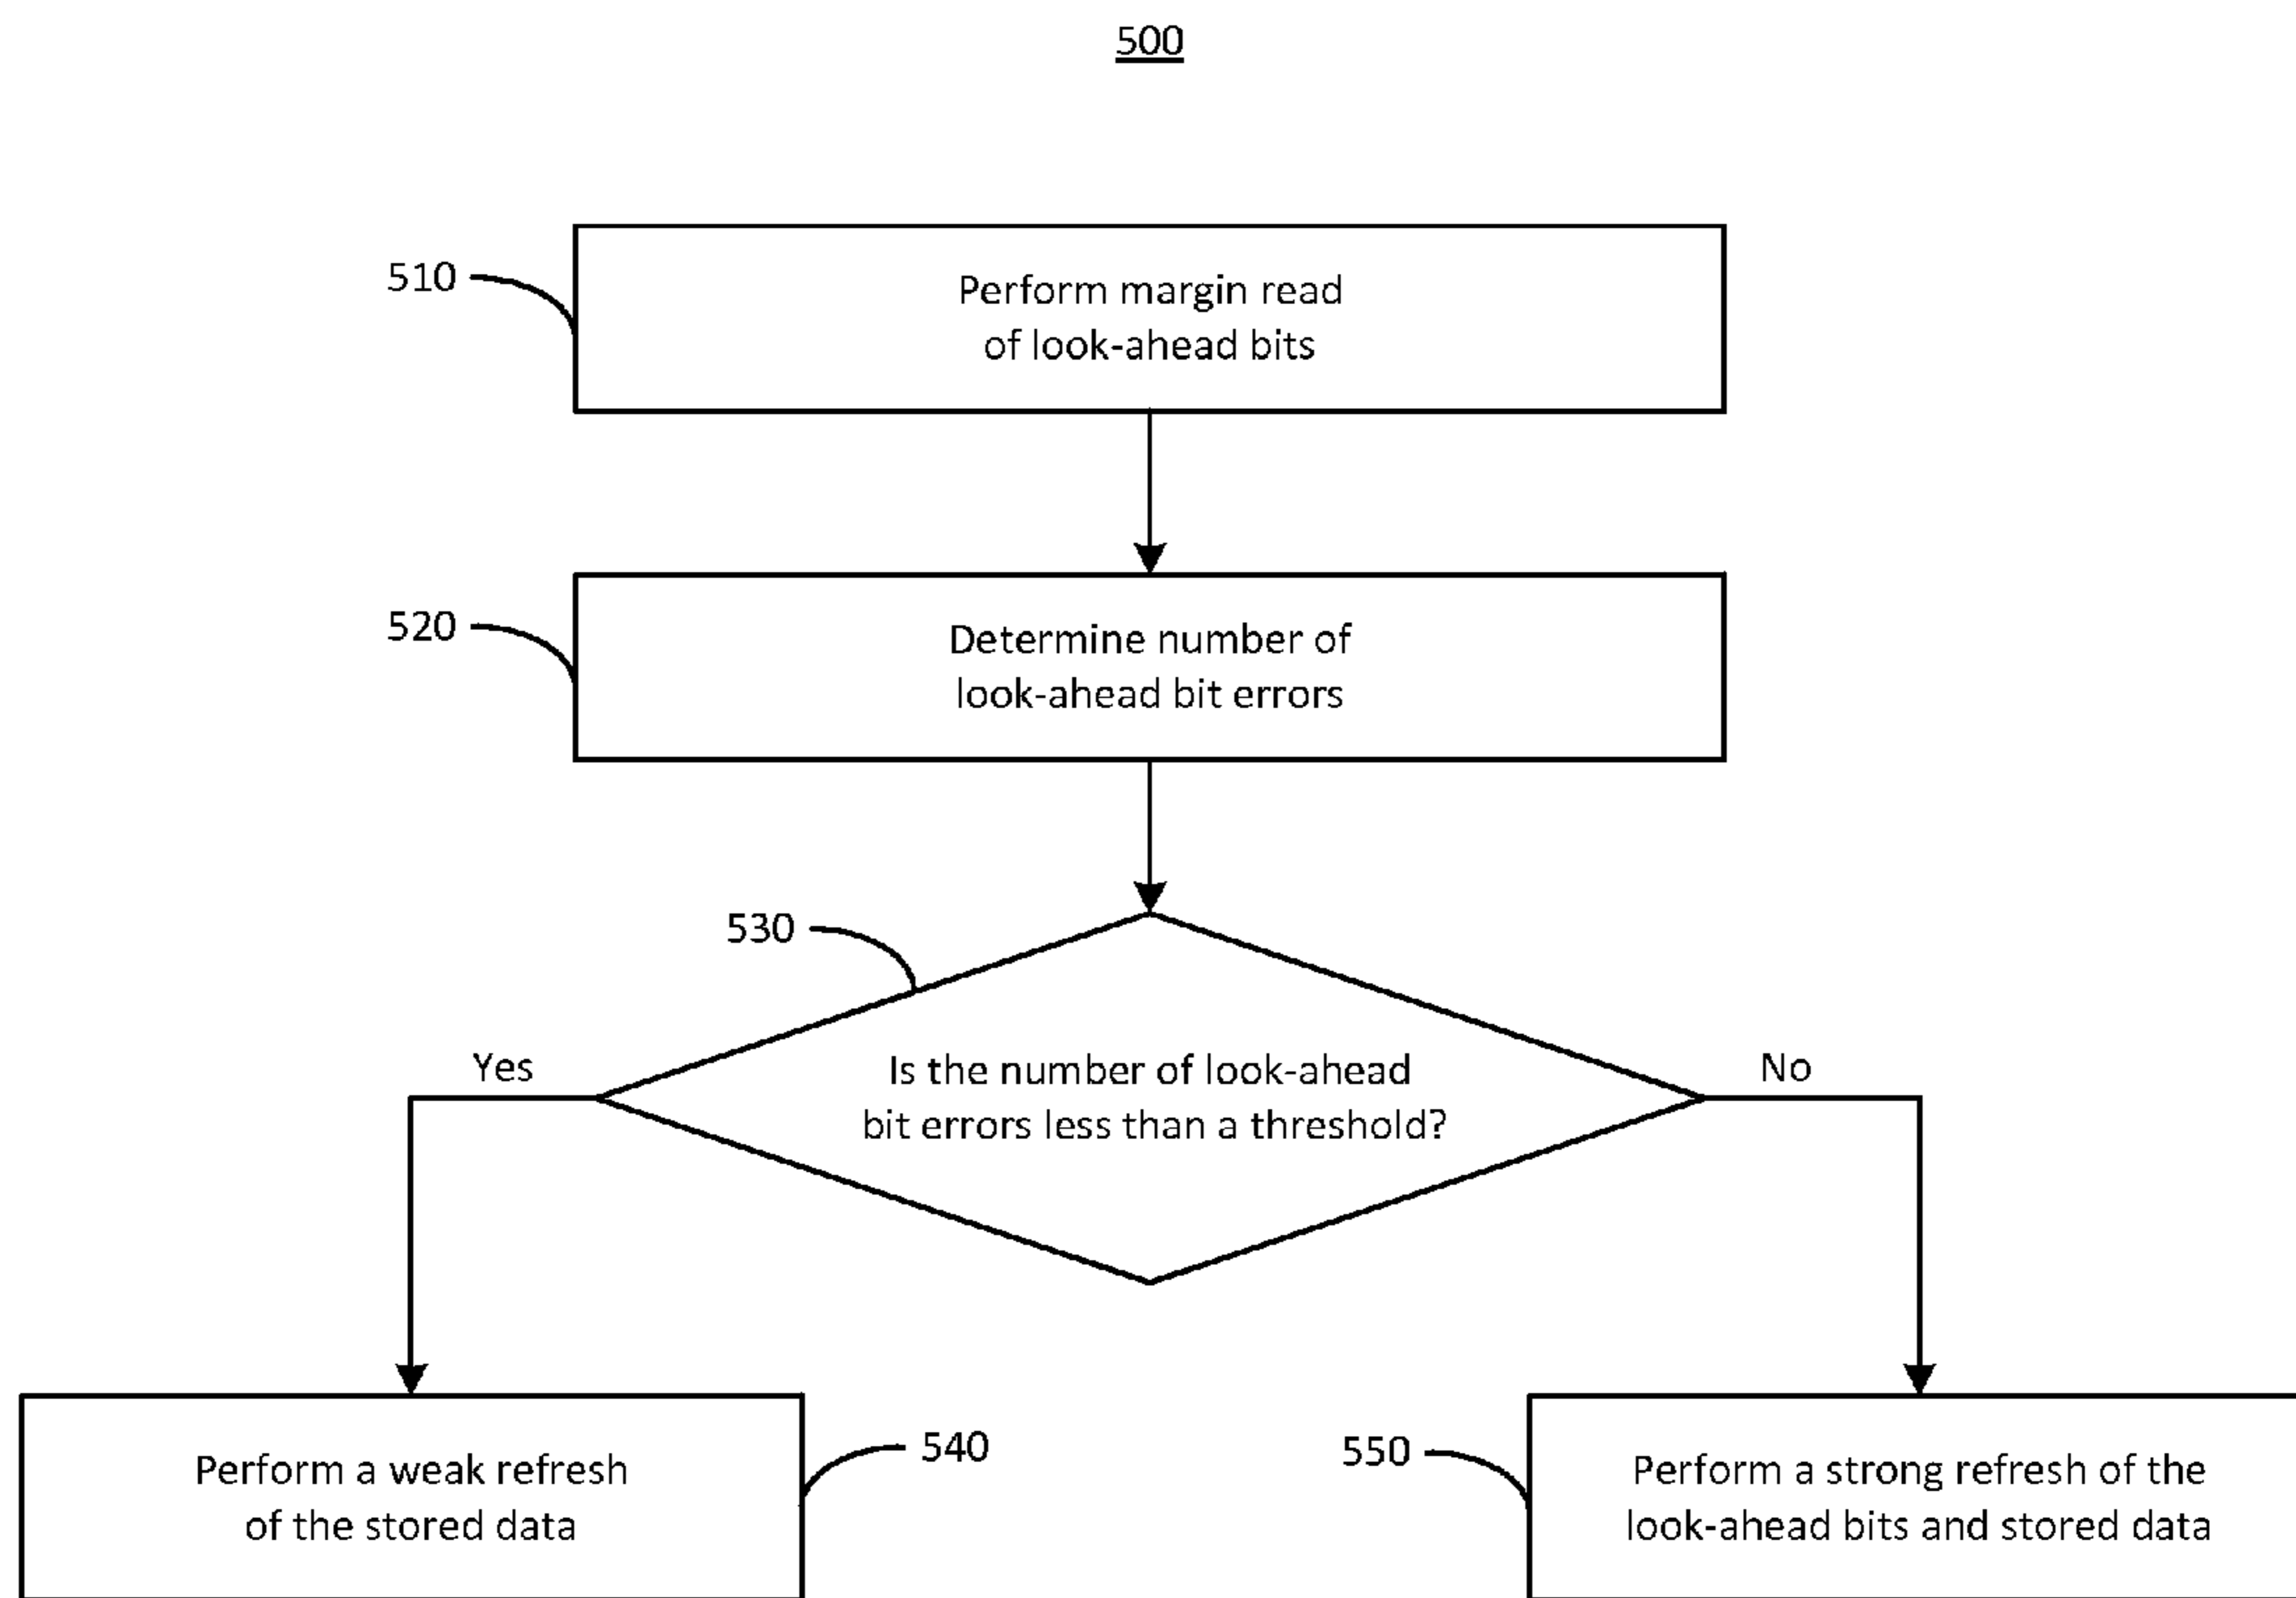 500
510
Perform margin read
of look-ahead bits
520
Determine number of
look-ahead bit errors
530
Yes
Is the number of look-ahead
bit errors less than a threshold?
No
Perform a weak refresh
of the stored data
540
550
Perform a strong refresh of the
look-ahead bits and stored data